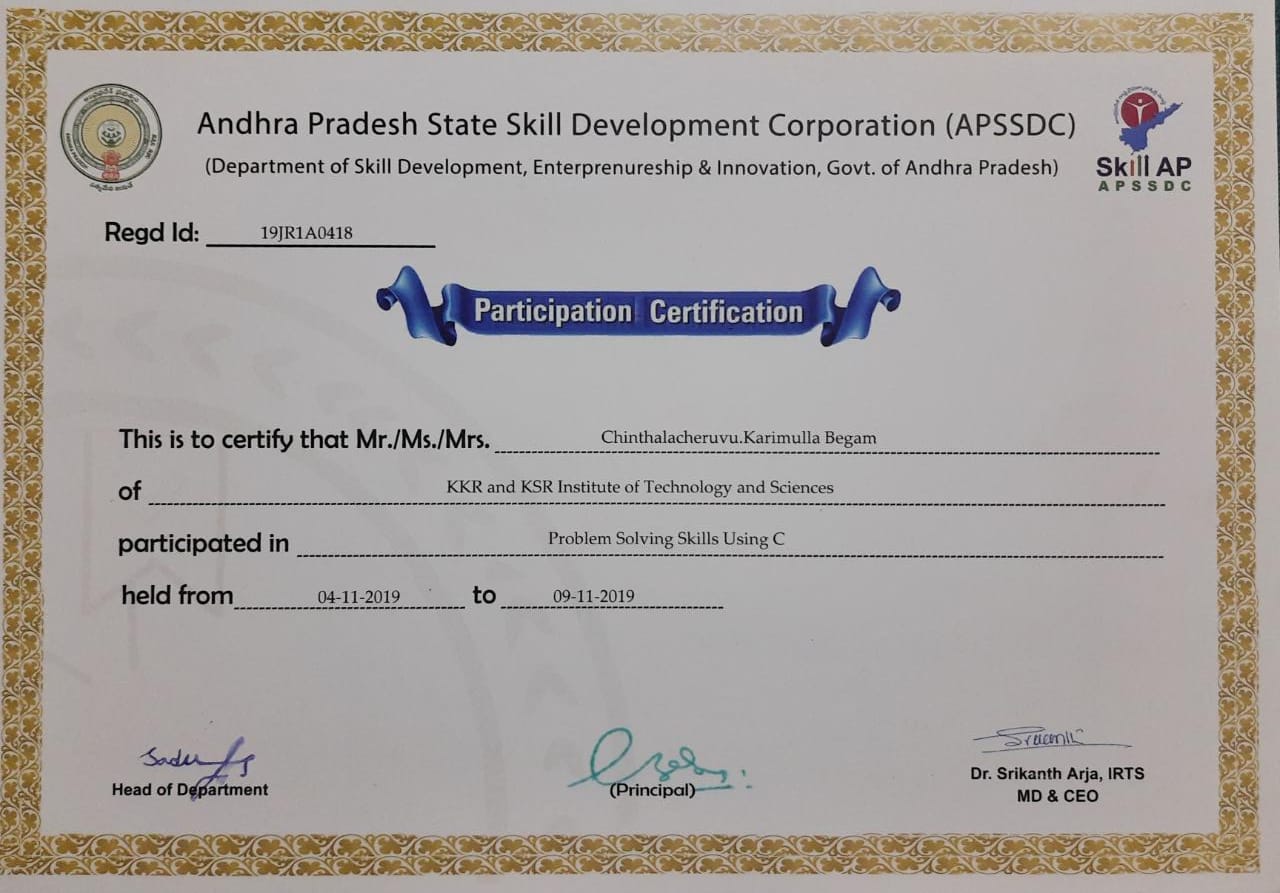 Andhra Pradesh State Skill Development Corporation (APSSDC)
(Department of Skill Development, Enterprenureship & Innovation, Govt. of Andhra Pradesh)
Skill AP
APSSDC
Regd Id: 19JR1A0418
Participation Certification
This is to certify that Mr./Ms./Mrs. Chinthalacheruvu.Karimulla Begam
of KKR and KSR Institute of Technology and Sciences
participated in Problem Solving Skills Using C
held from 04-11-2019 to 09-11-2019
Head of Department
(Principal)
Dr. Srikanth Arja, IRTS
MD & CEO